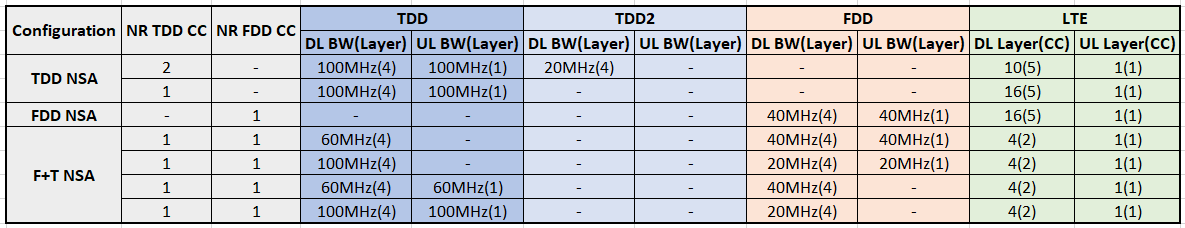 Configuration NR TDD CC NR FDD CC TDD TDD2 FDD LTE
DL BW(Layer) UL BW(Layer) DL BW(Layer) UL BW(Layer) DL BW(Layer) UL BW(Layer) DL Layer(CC) UL Layer(CC)
TDD NSA 2 - 100MHz(4) 100MHz(1) 20MHz(4) - - - 10(5) 1(1)
1 - 100MHz(4) 100MHz(1) - - - - 16(5) 1(1)
FDD NSA - 1 - - - - 40MHz(4) 40MHz(1) 16(5) 1(1)
F+T NSA 1 1 60MHz(4) - - - 40MHz(4) 40MHz(1) 4(2) 1(1)
1 1 100MHz(4) - - - 20MHz(4) 20MHz(1) 4(2) 1(1)
1 1 60MHz(4) 60MHz(1) - - 40MHz(4) - 4(2) 1(1)
1 1 100MHz(4) 100MHz(1) - - 20MHz(4) - 4(2) 1(1)